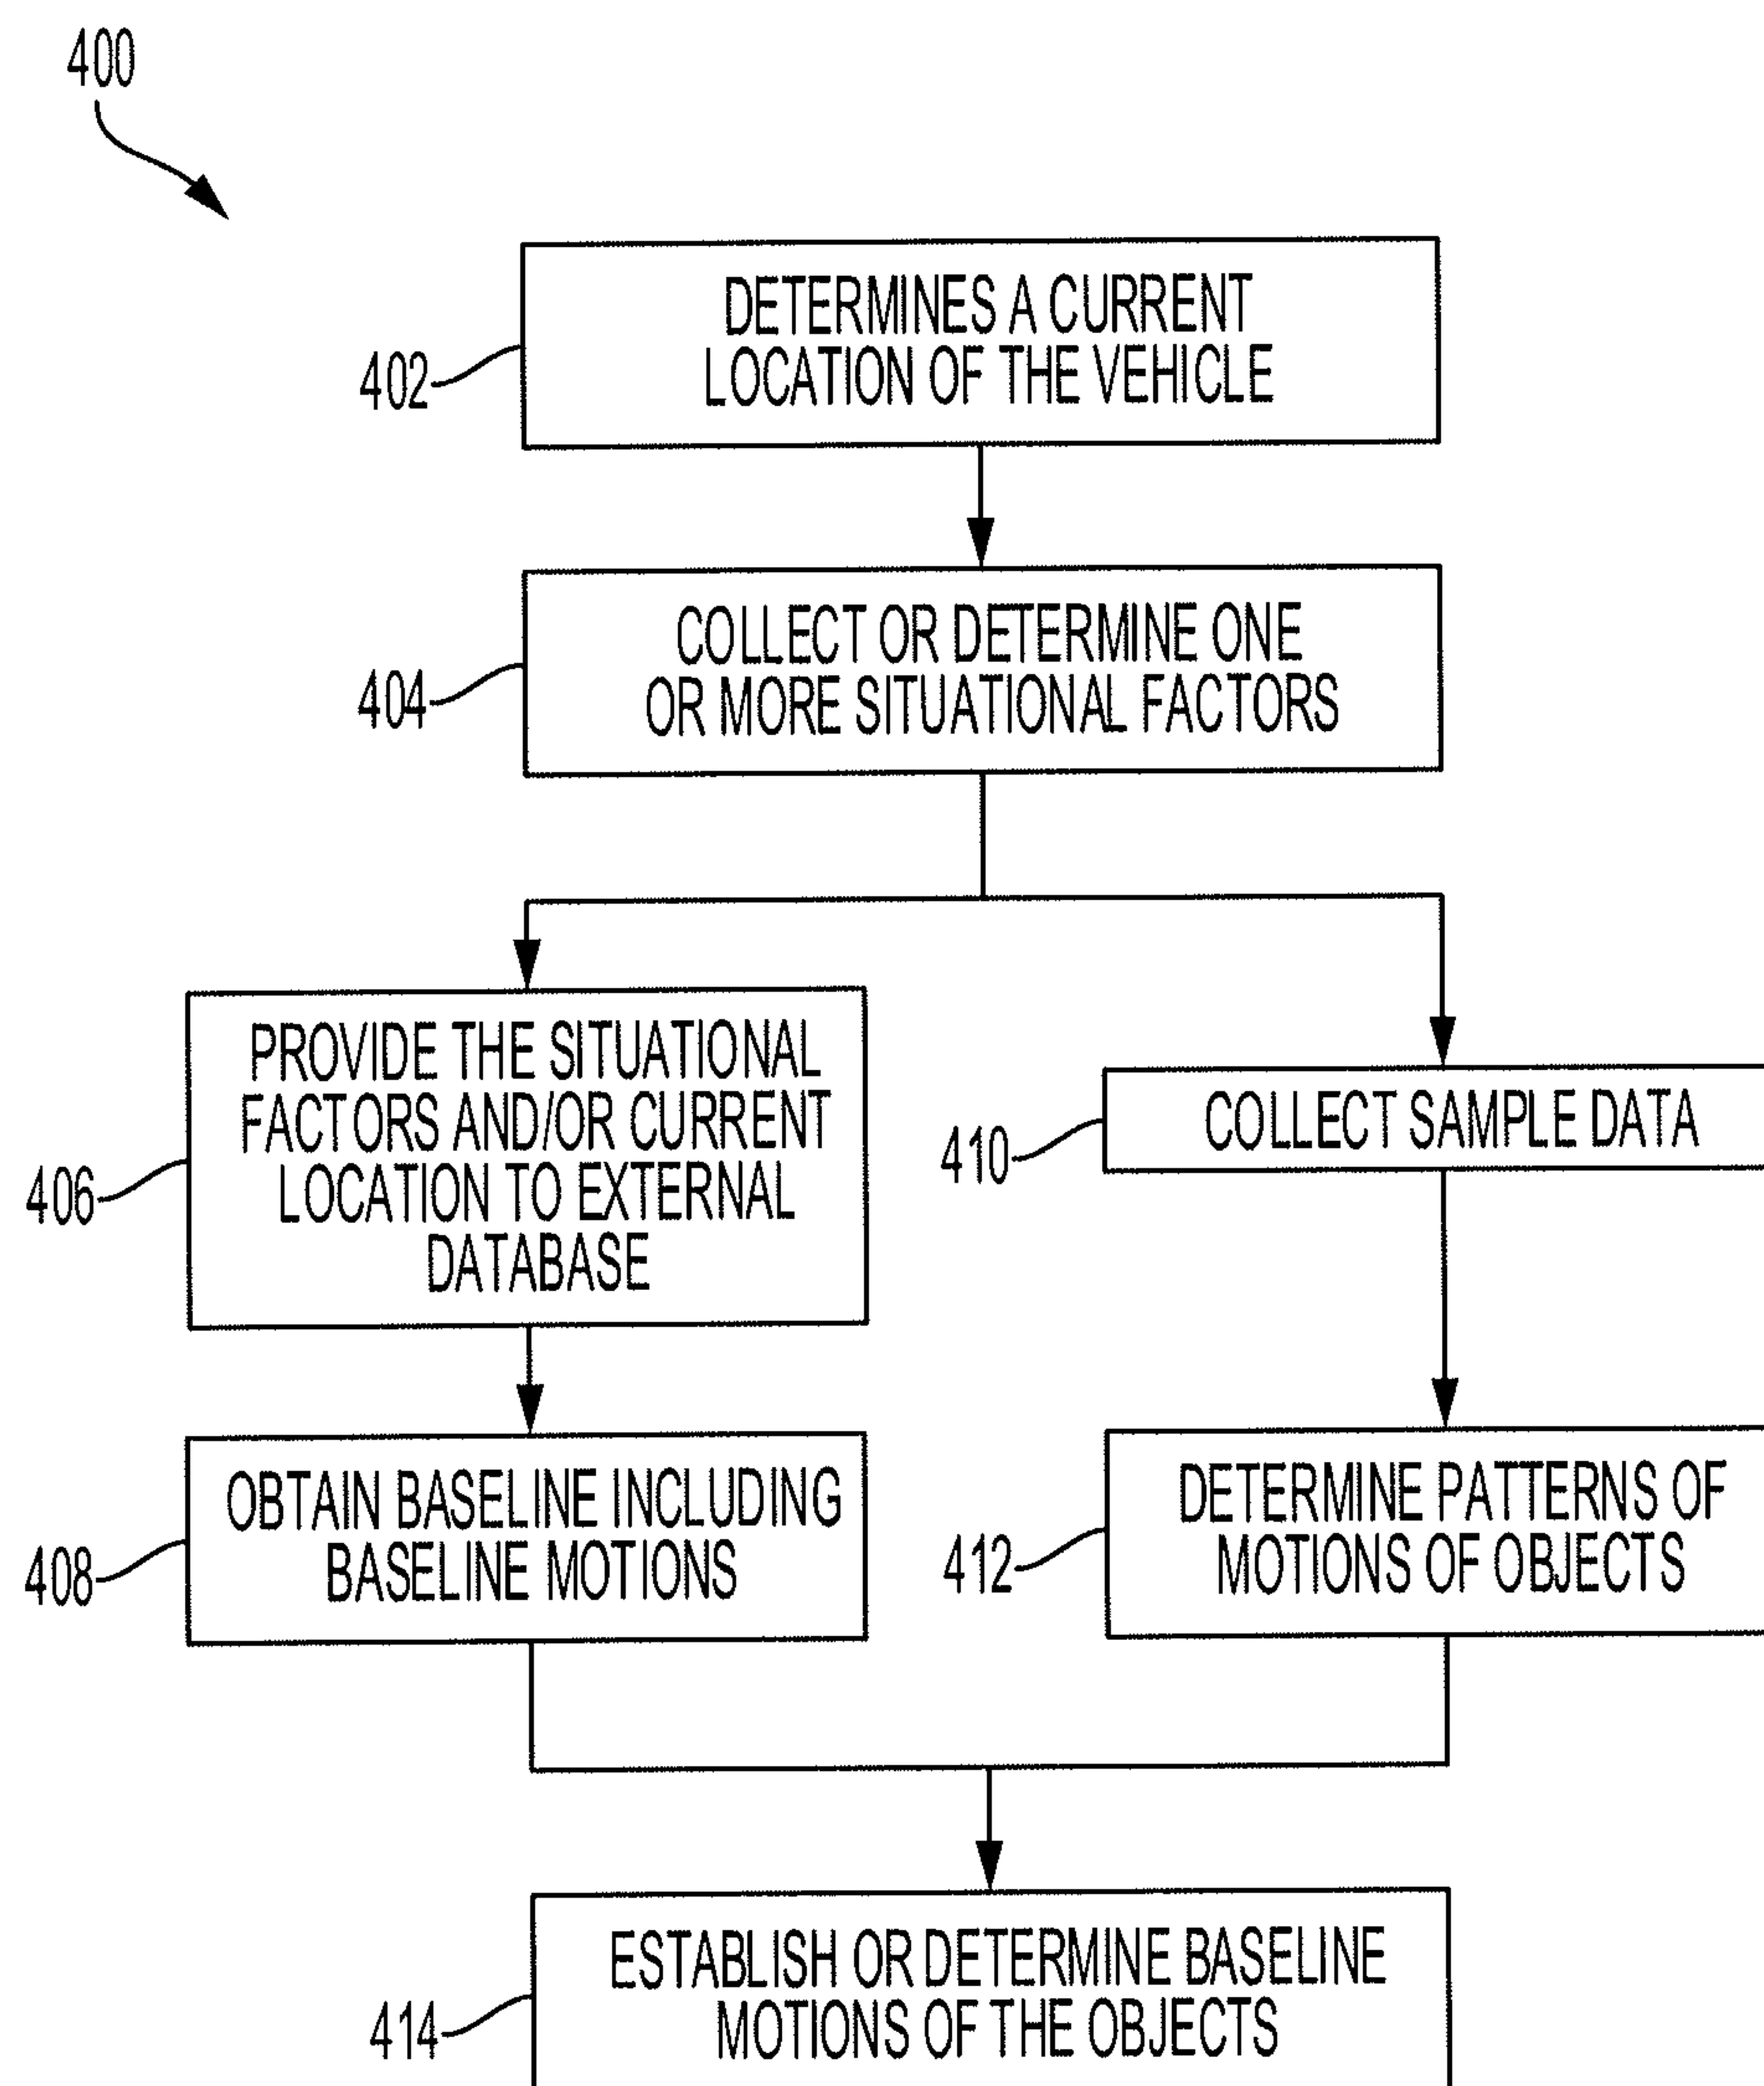 400
DETERMINES A CURRENT
LOCATION OF THE VEHICLE
402
COLLECT OR DETERMINE ONE
OR MORE SITUATIONAL FACTORS
404
PROVIDE THE SITUATIONAL
FACTORS AND/OR CURRENT
LOCATION TO EXTERNAL
DATABASE
406
COLLECT SAMPLE DATA
410
OBTAIN BASELINE INCLUDING
BASELINE MOTIONS
408
DETERMINE PATTERNS OF
MOTIONS OF OBJECTS
412
ESTABLISH OR DETERMINE BASELINE
MOTIONS OF THE OBJECTS
414